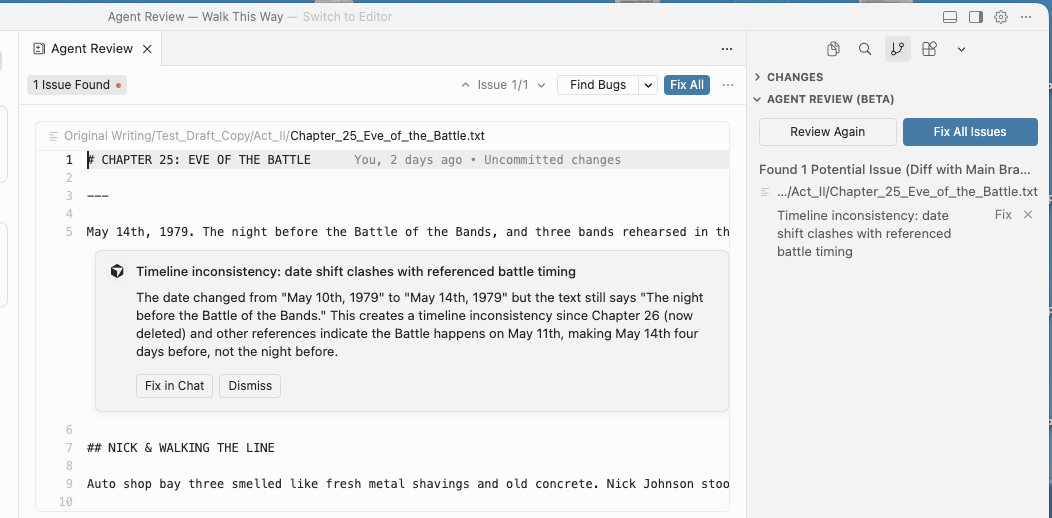 Agent Review — Walk This Way — Switch to Editor
Agent Review
1 Issue Found
Issue 1/1
Find Bugs
Fix All
Original Writing/Test_Draft_Copy/Act_II/Chapter_25_Eve_of_the_Battle.txt
1 # CHAPTER 25: EVE OF THE BATTLE You, 2 days ago • Uncommitted changes
2
3 ---
4
5 May 14th, 1979. The night before the Battle of the Bands, and three bands rehearsed in th
Timeline inconsistency: date shift clashes with referenced battle timing
The date changed from "May 10th, 1979" to "May 14th, 1979" but the text still says "The night
before the Battle of the Bands." This creates a timeline inconsistency since Chapter 26 (now
deleted) and other references indicate the Battle happens on May 11th, making May 14th four
days before, not the night before.
Fix in Chat
Dismiss
6
7 ## NICK & WALKING THE LINE
8
9 Auto shop bay three smelled like fresh metal shavings and old concrete. Nick Johnson stoo
10
CHANGES
AGENT REVIEW (BETA)
Review Again
Fix All Issues
Found 1 Potential Issue (Diff with Main Bra...
.../Act_II/Chapter_25_Eve_of_the_Battle.txt
Timeline inconsistency: date Fix
shift clashes with referenced
battle timing